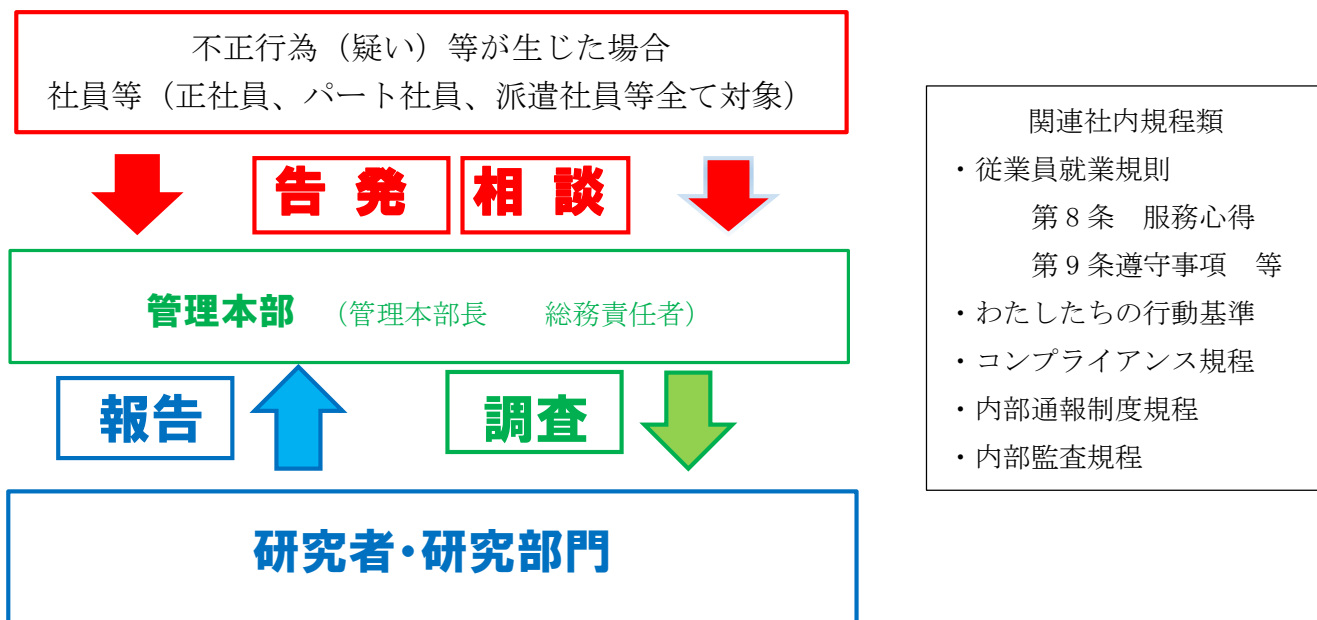 不正行為（疑い）等が生じた場合
社員等（正社員、パート社員、派遣社員等全て対象）
告 発
相 談
管理本部　（管理本部長　　総務責任者）
報告
調査
研究者・研究部門
関連社内規程類
・従業員就業規則
第８条　服務心得
第９条遵守事項　等
・わたしたちの行動基準
・コンプライアンス規程
・内部通報制度規程
・内部監査規程